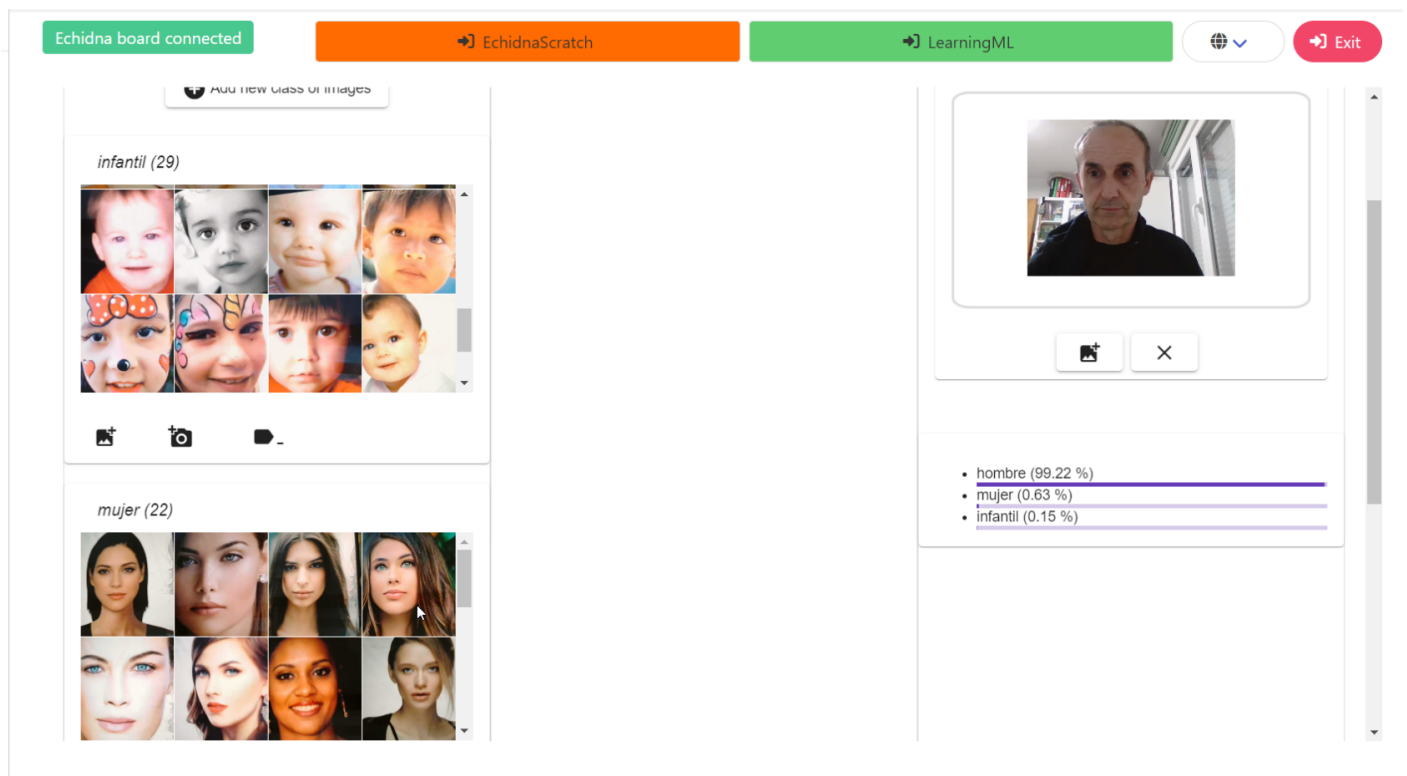 Echidna board connected
EchidnaScratch
LearningML
Exit
Add new class of images
infantil (29)
mujer (22)
hombre (99.22 %)
mujer (0.63 %)
infantil (0.15 %)